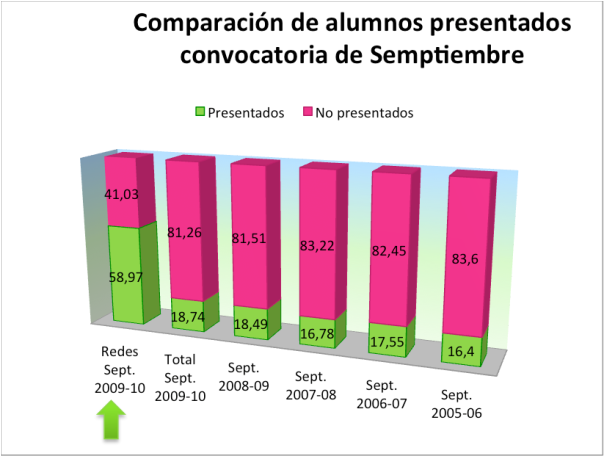 Comparación de alumnos presentados
convocatoria de Semptiembre
Presentados No presentados
41,03
58,97
81,26
18,74
81,51
18,49
83,22
16,78
82,45
17,55
83,6
16,4
Redes
Sept.
2009-10
Total
Sept.
2009-10
Sept.
2008-09
Sept.
2007-08
Sept.
2006-07
Sept.
2005-06